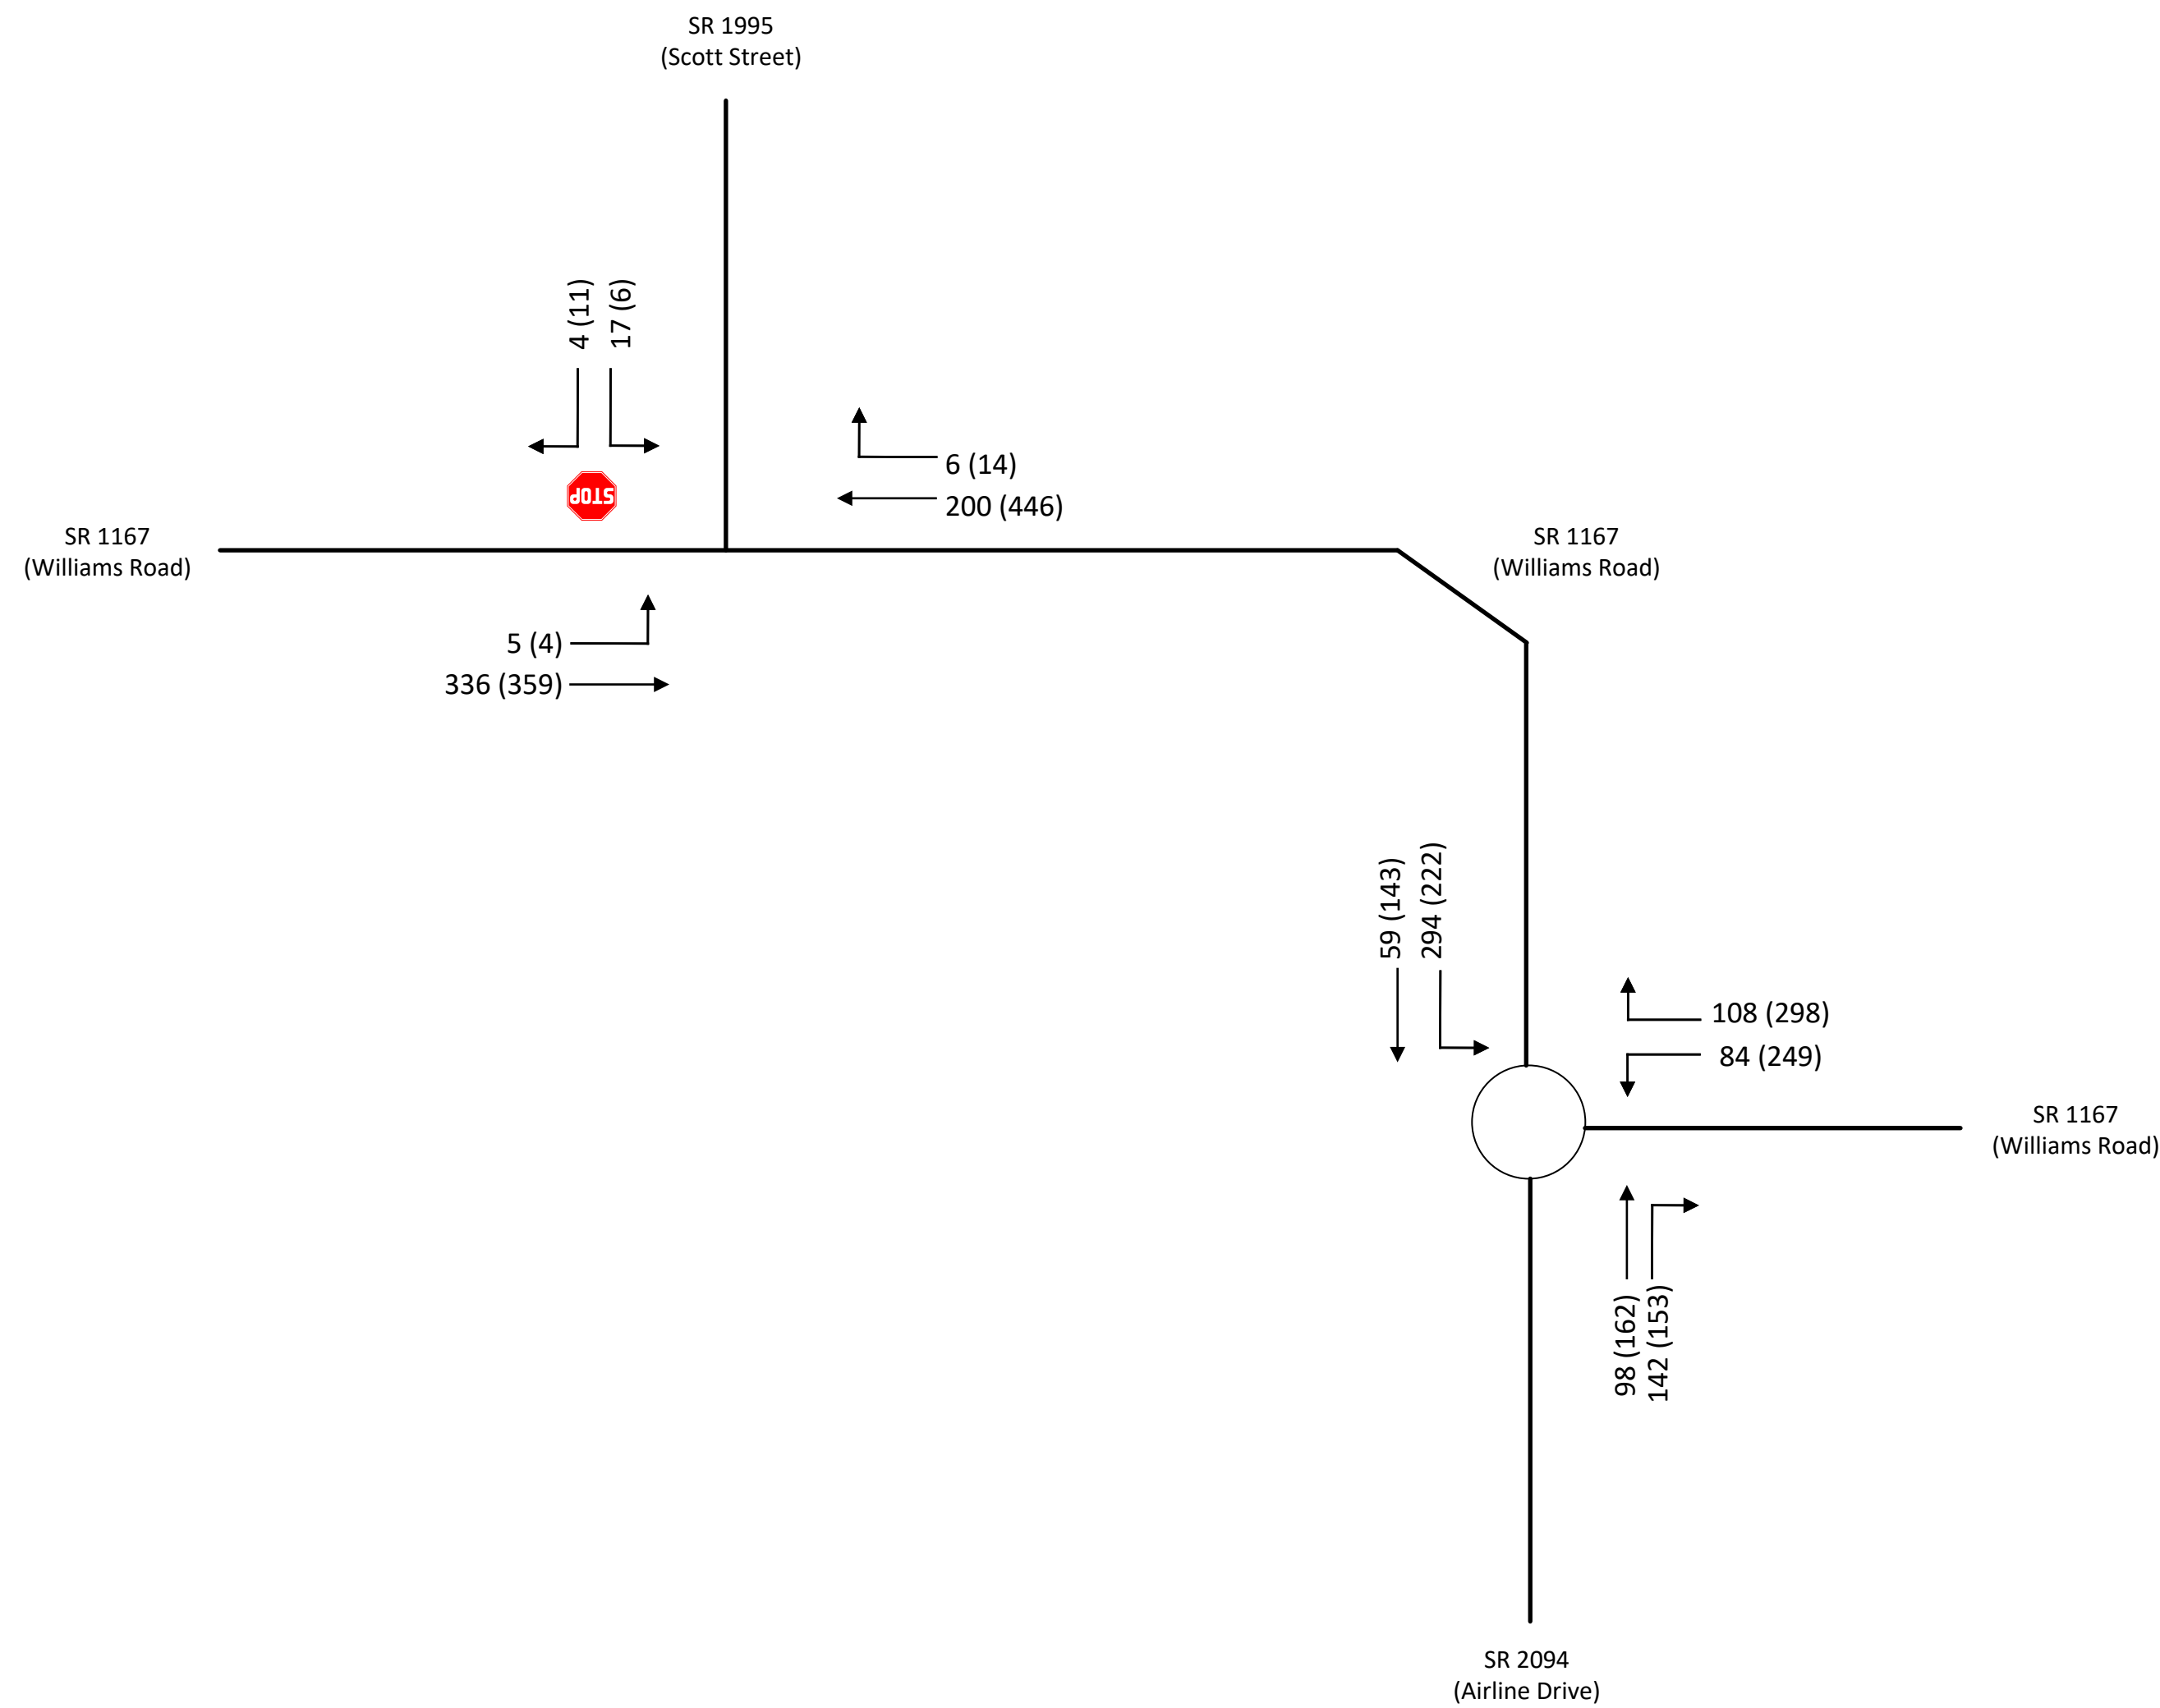 SR 1995
(Scott Street)
4 (11)
17 (6)
STOP
6 (14)
200 (446)
SR 1167
(Williams Road)
SR 1167
(Williams Road)
5 (4)
336 (359)
59 (143)
294 (222)
108 (298)
84 (249)
SR 1167
(Williams Road)
98 (162)
142 (153)
SR 2094
(Airline Drive)